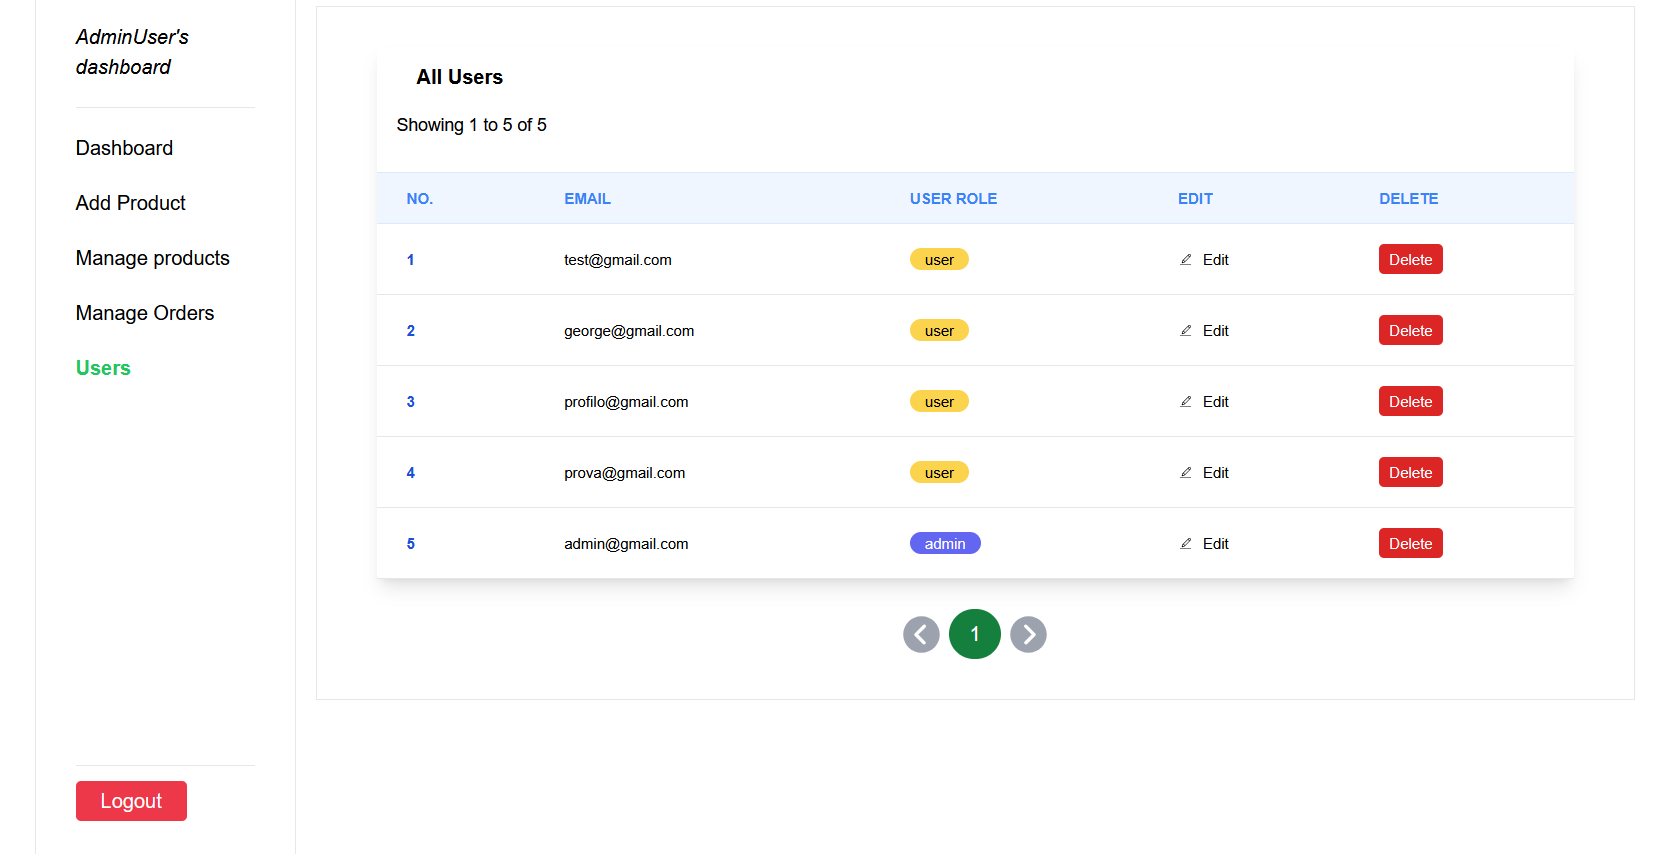 AdminUser's
dashboard
Dashboard
Add Product
Manage products
Manage Orders
Users
Logout
All Users
Showing 1 to 5 of 5
NO. EMAIL USER ROLE EDIT DELETE
1 test@gmail.com user Edit Delete
2 george@gmail.com user Edit Delete
3 profilo@gmail.com user Edit Delete
4 prova@gmail.com user Edit Delete
5 admin@gmail.com admin Edit Delete
1